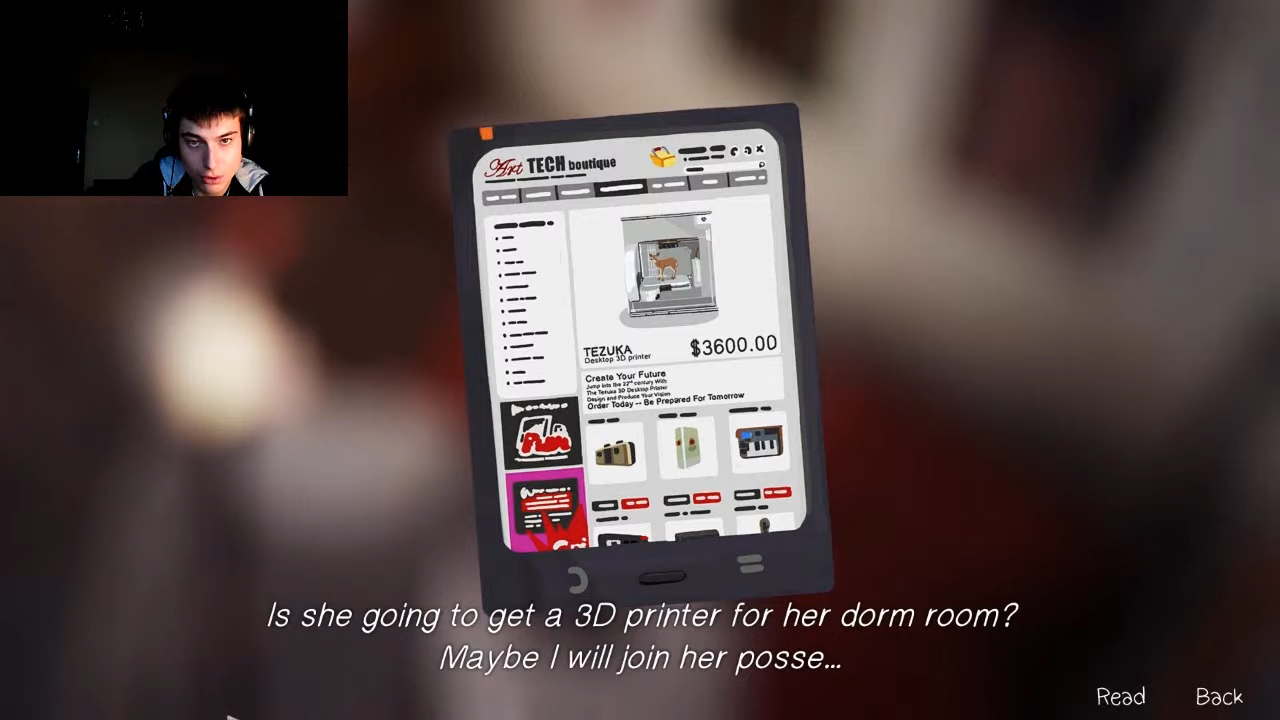 Art TECH boutique
TEZUKA
Desktop 3D printer
$3600.00
Create Your Future
Jump Into the 22nd century With
The Tezuka 3D Desktop Printer
Design and Produce Your Vision
Order Today -- Be Prepared For Tomorrow
Is she going to get a 3D printer for her dorm room?
Maybe I will join her posse...
Read
Back